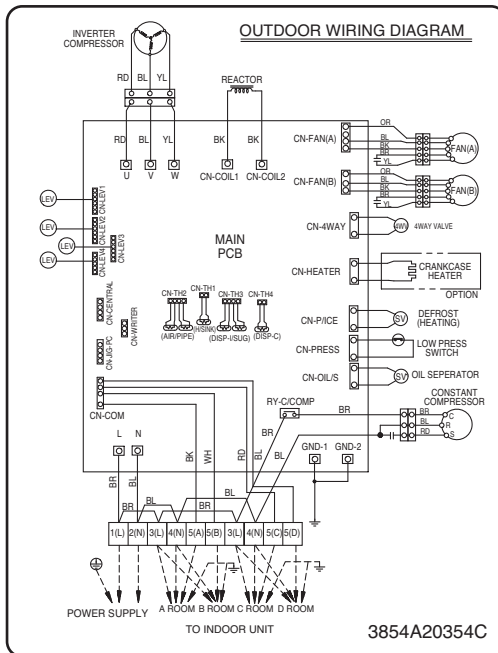 OUTDOOR WIRING DIAGRAM
INVERTER
COMPRESSOR
RD BL YL
REACTOR
RD BL YL
BK BK
U V W
CN-COIL1 CN-COIL2
CN-FAN(A)
OR
BL
BK
BR
YL
FAN(A)
CN-FAN(B)
OR
BL
BK
BR
YL
FAN(B)
LEV
CN-LEV1
LEV
CN-LEV2
LEV
CN-LEV3
LEV
CN-LEV4
MAIN
PCB
CN-4WAY
4WV
4WAY VALVE
CN-HEATER
CRANKCASE
HEATER
OPTION
CN-CENTRAL
CN-WRITER
CN-JIG-PC
CN-TH2
(AIR/PIPE)
CN-TH1
(H/SINK)
CN-TH3
(DISP-I/SUG)
CN-TH4
(DISP-C)
CN-P/ICE
SV
DEFROST
(HEATING)
CN-PRESS
LOW PRESS
SWITCH
CN-OIL/S
SV
OIL SEPERATOR
CN-COM
RY-C/COMP
BR
CONSTANT
COMPRESSOR
BR
BL
RD
C
R
S
L N
BK WH RD BL BR BL
GND-1 GND-2
BR BL
BR BL BR BL
1(L) 2(N) 3(L) 4(N) 5(A) 5(B) 3(L) 4(N) 5(C) 5(D)
POWER SUPPLY
A ROOM B ROOM C ROOM D ROOM
TO INDOOR UNIT
3854A20354C